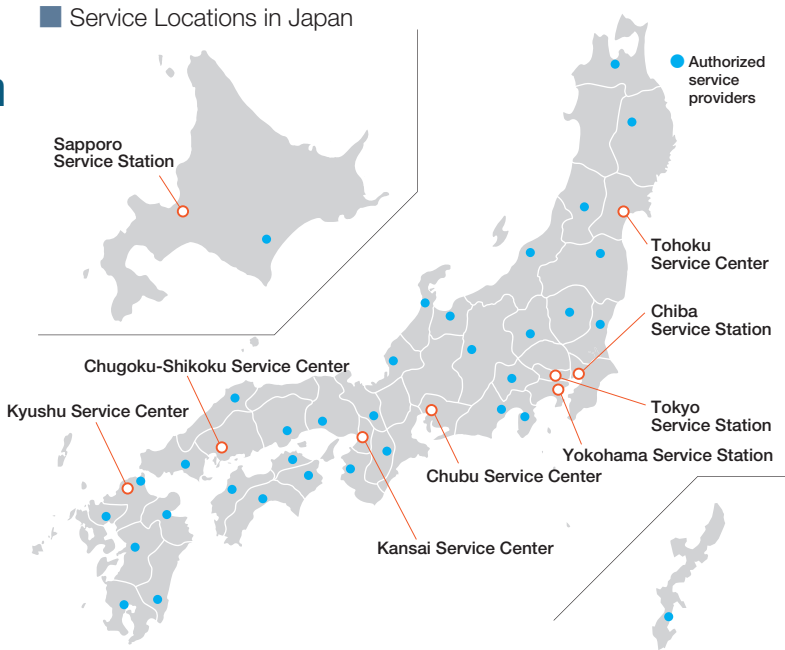 Service Locations in Japan
n
Authorized
service
providers
Sapporo
Service Station
Tohoku
Service Center
Chiba
Service Station
Chugoku-Shikoku Service Center
Kyushu Service Center
Tokyo
Service Station
Yokohama Service Station
Chubu Service Center
Kansai Service Center